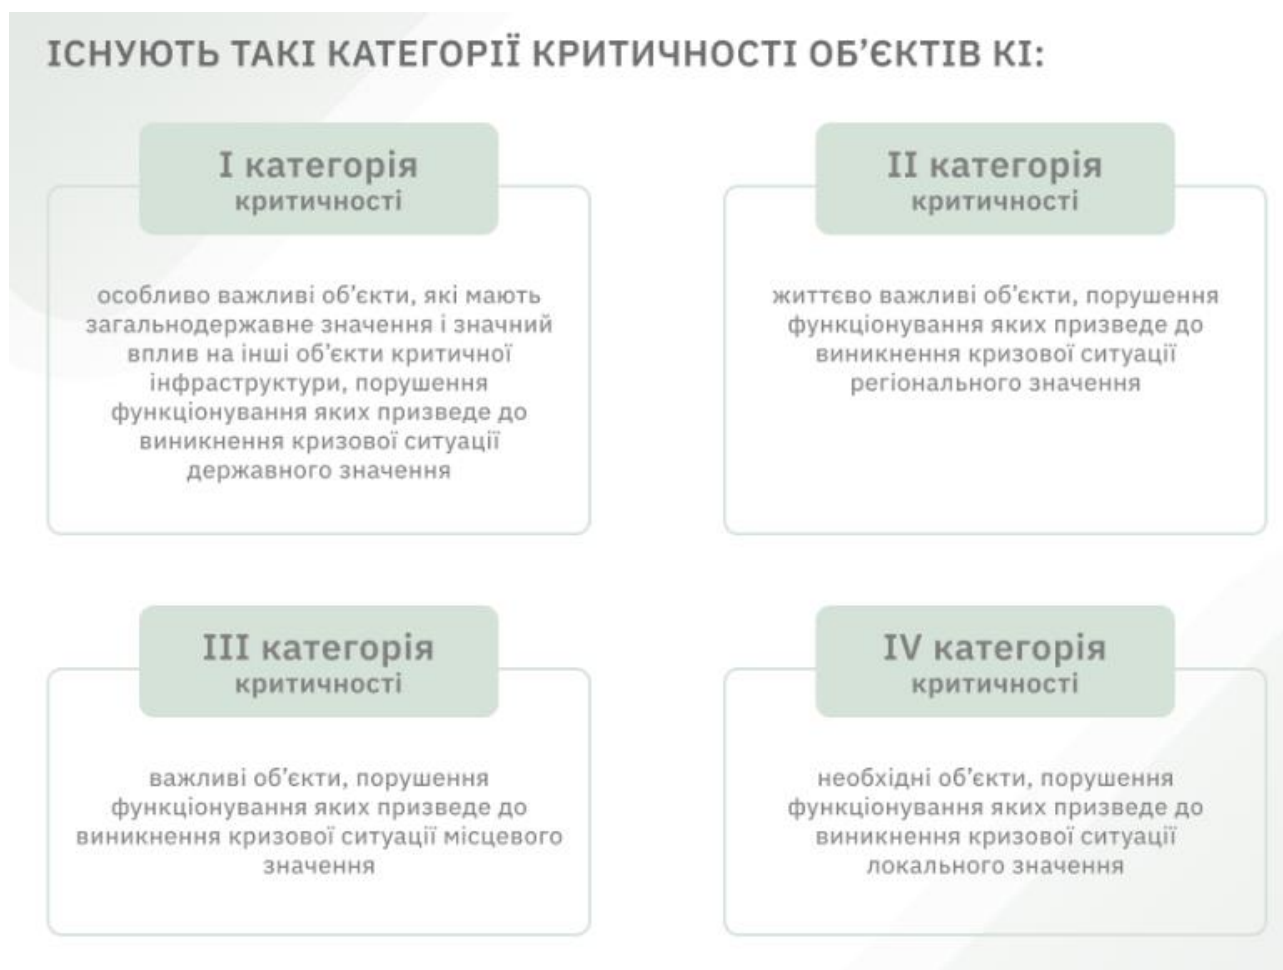 ІСНУЮТЬ ТАКІ КАТЕГОРІЇ КРИТИЧНОСТІ ОБ’ЄКТІВ КІ:
I категорія
критичності
особливо важливі об’єкти, які мають
загальнодержавне значення і значний
вплив на інші об’єкти критичної
інфраструктури, порушення
функціонування яких призведе до
виникнення кризової ситуації
державного значення
II категорія
критичності
життєво важливі об’єкти, порушення
функціонування яких призведе до
виникнення кризової ситуації
регіонального значення
III категорія
критичності
важливі об’єкти, порушення
функціонування яких призведе до
виникнення кризової ситуації місцевого
значення
IV категорія
критичності
необхідні об’єкти, порушення
функціонування яких призведе до
виникнення кризової ситуації
локального значення